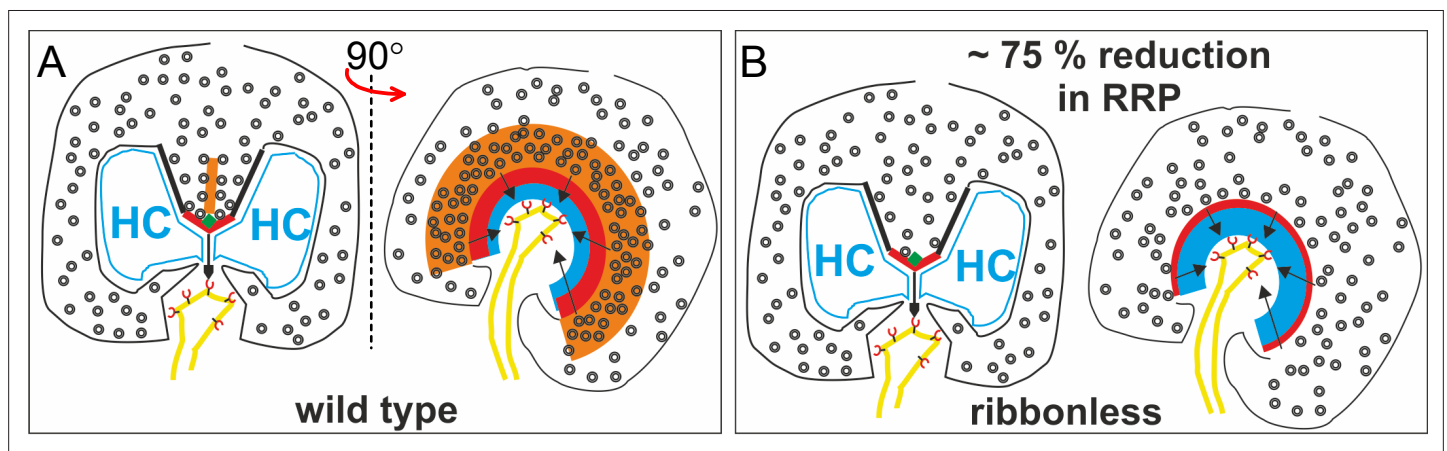 A
90°
HC
HC
wild type
B
~ 75 % reduction
in RRP
HC
HC
ribbonless